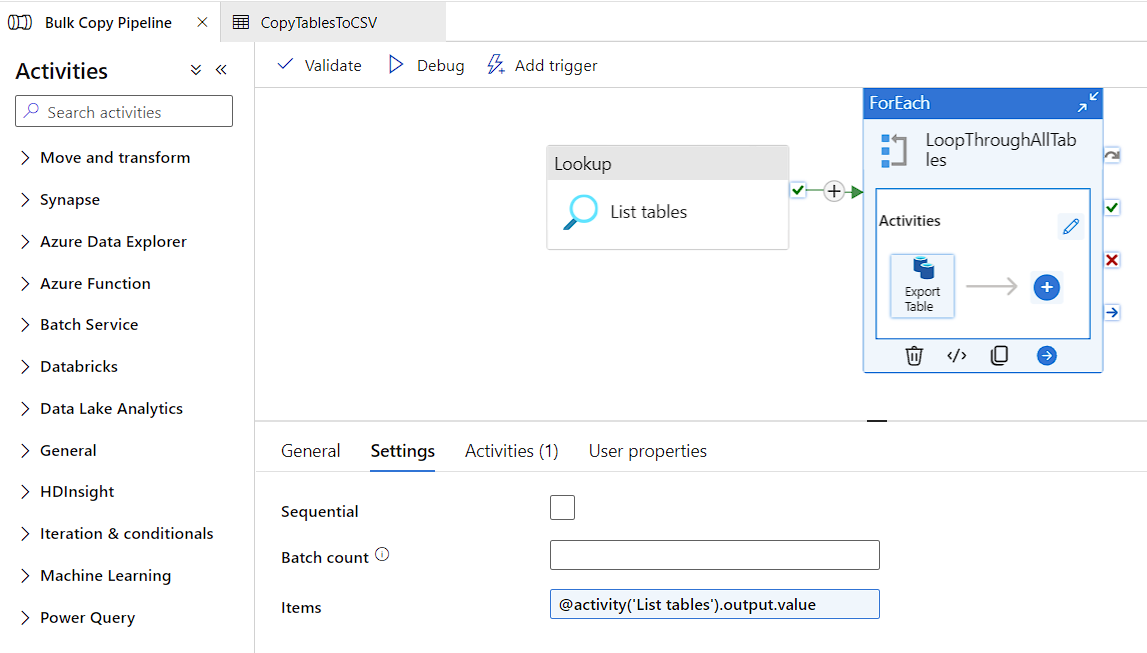 Bulk Copy Pipeline
CopyTablesToCSV
Activities
Search activities
Move and transform
Synapse
Azure Data Explorer
Azure Function
Batch Service
Databricks
Data Lake Analytics
General
HDInsight
Iteration & conditionals
Machine Learning
Power Query
Validate
Debug
Add trigger
Lookup
List tables
ForEach
LoopThroughAllTab
les
Activities
Export
Table
General
Settings
Activities (1)
User properties
Sequential
Batch count
Items
@activity('List tables').output.value